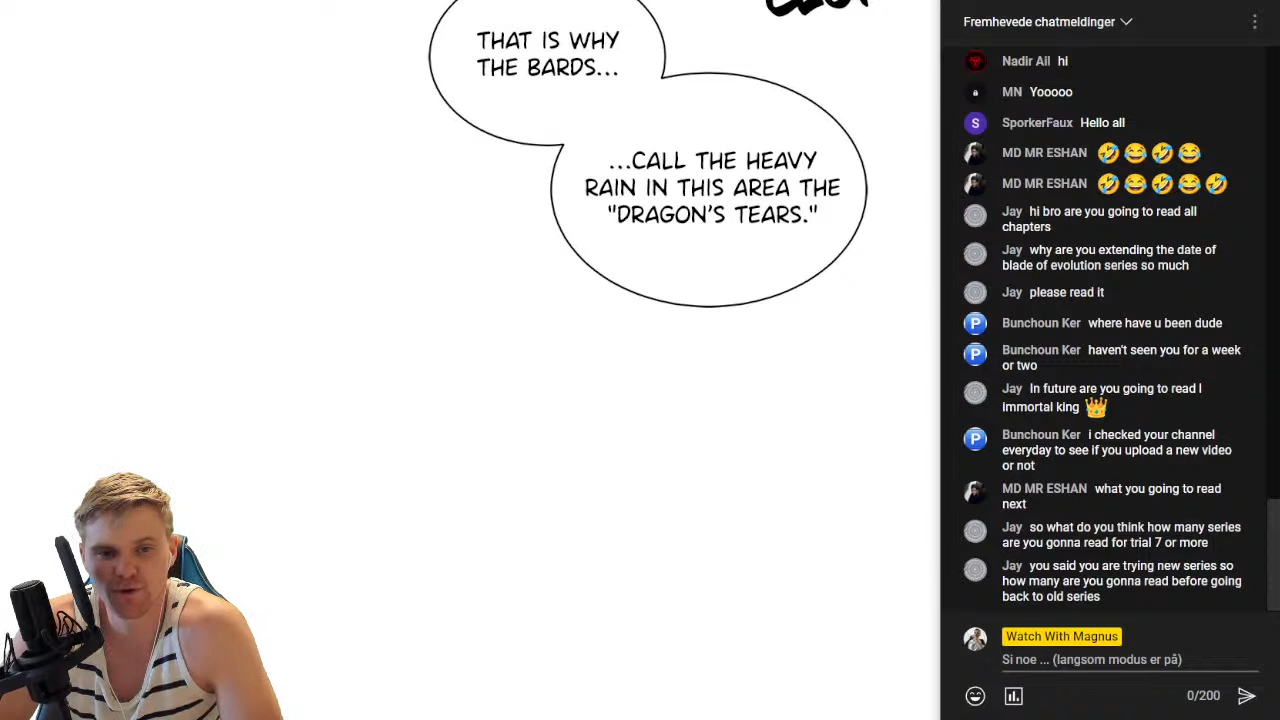 THAT IS WHY
THE BARDS...
...CALL THE HEAVY
RAIN IN THIS AREA THE
"DRAGON'S TEARS."
Fremhevede chatmeldinger
Nadir Ail hi
MN Yooooo
S SporkerFaux Hello all
MD MR ESHAN 🤣😂🤣😂
MD MR ESHAN 🤣😂🤣😂🤣
Jay hi bro are you going to read all
chapters
Jay why are you extending the date of
blade of evolution series so much
Jay please read it
P Bunchoun Ker where have u been dude
P Bunchoun Ker haven't seen you for a week
or two
Jay In future are you going to read I
immortal king 🤴
P Bunchoun Ker i checked your channel
everyday to see if you upload a new video
or not
MD MR ESHAN what you going to read
next
Jay so what do you think how many series
are you gonna read for trial 7 or more
Jay you said you are trying new series so
how many are you gonna read before going
back to old series
Watch With Magnus
Si noe ... (langsom modus er på)
0/200